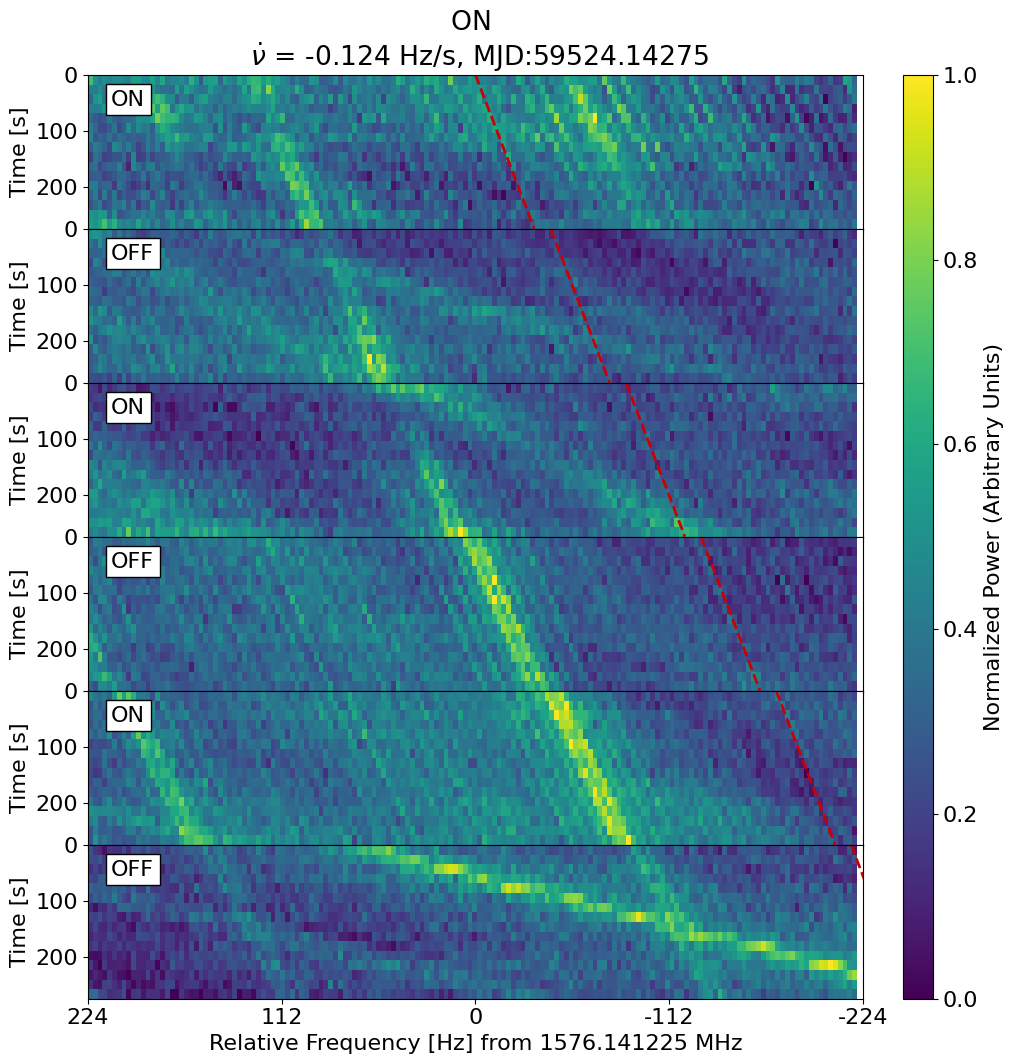 ON
ν̇ = -0.124 Hz/s, MJD:59524.14275
0
100
200
Time [s]
ON
0
100
200
Time [s]
OFF
0
100
200
Time [s]
ON
0
100
200
Time [s]
OFF
0
100
200
Time [s]
ON
0
100
200
Time [s]
OFF
224 112 0 -112 -224
Relative Frequency [Hz] from 1576.141225 MHz
1.0
0.8
0.6
0.4
0.2
0.0
Normalized Power (Arbitrary Units)